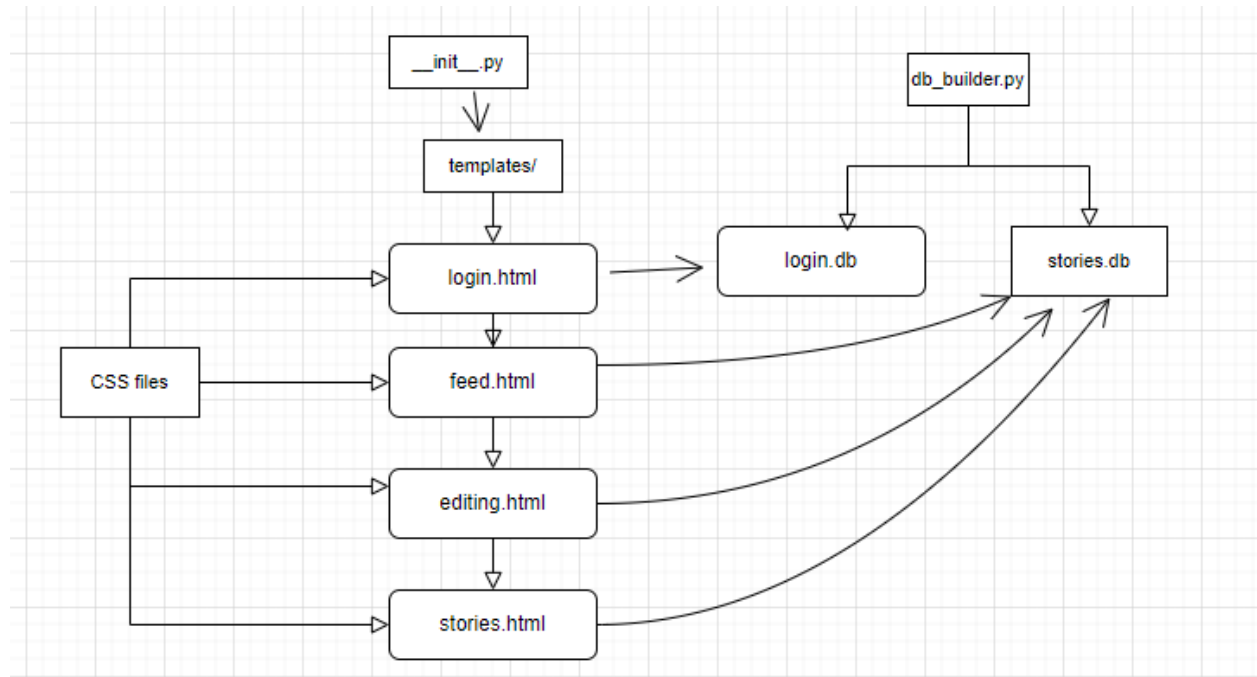 __init__.py
db_builder.py
templates/
login.html
login.db
stories.db
CSS files
feed.html
editing.html
stories.html